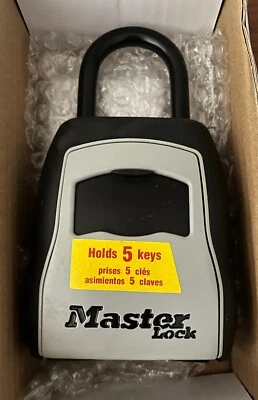 Holds 5 keys
prises 5 clés
asimientos 5 claves
Master
Lock